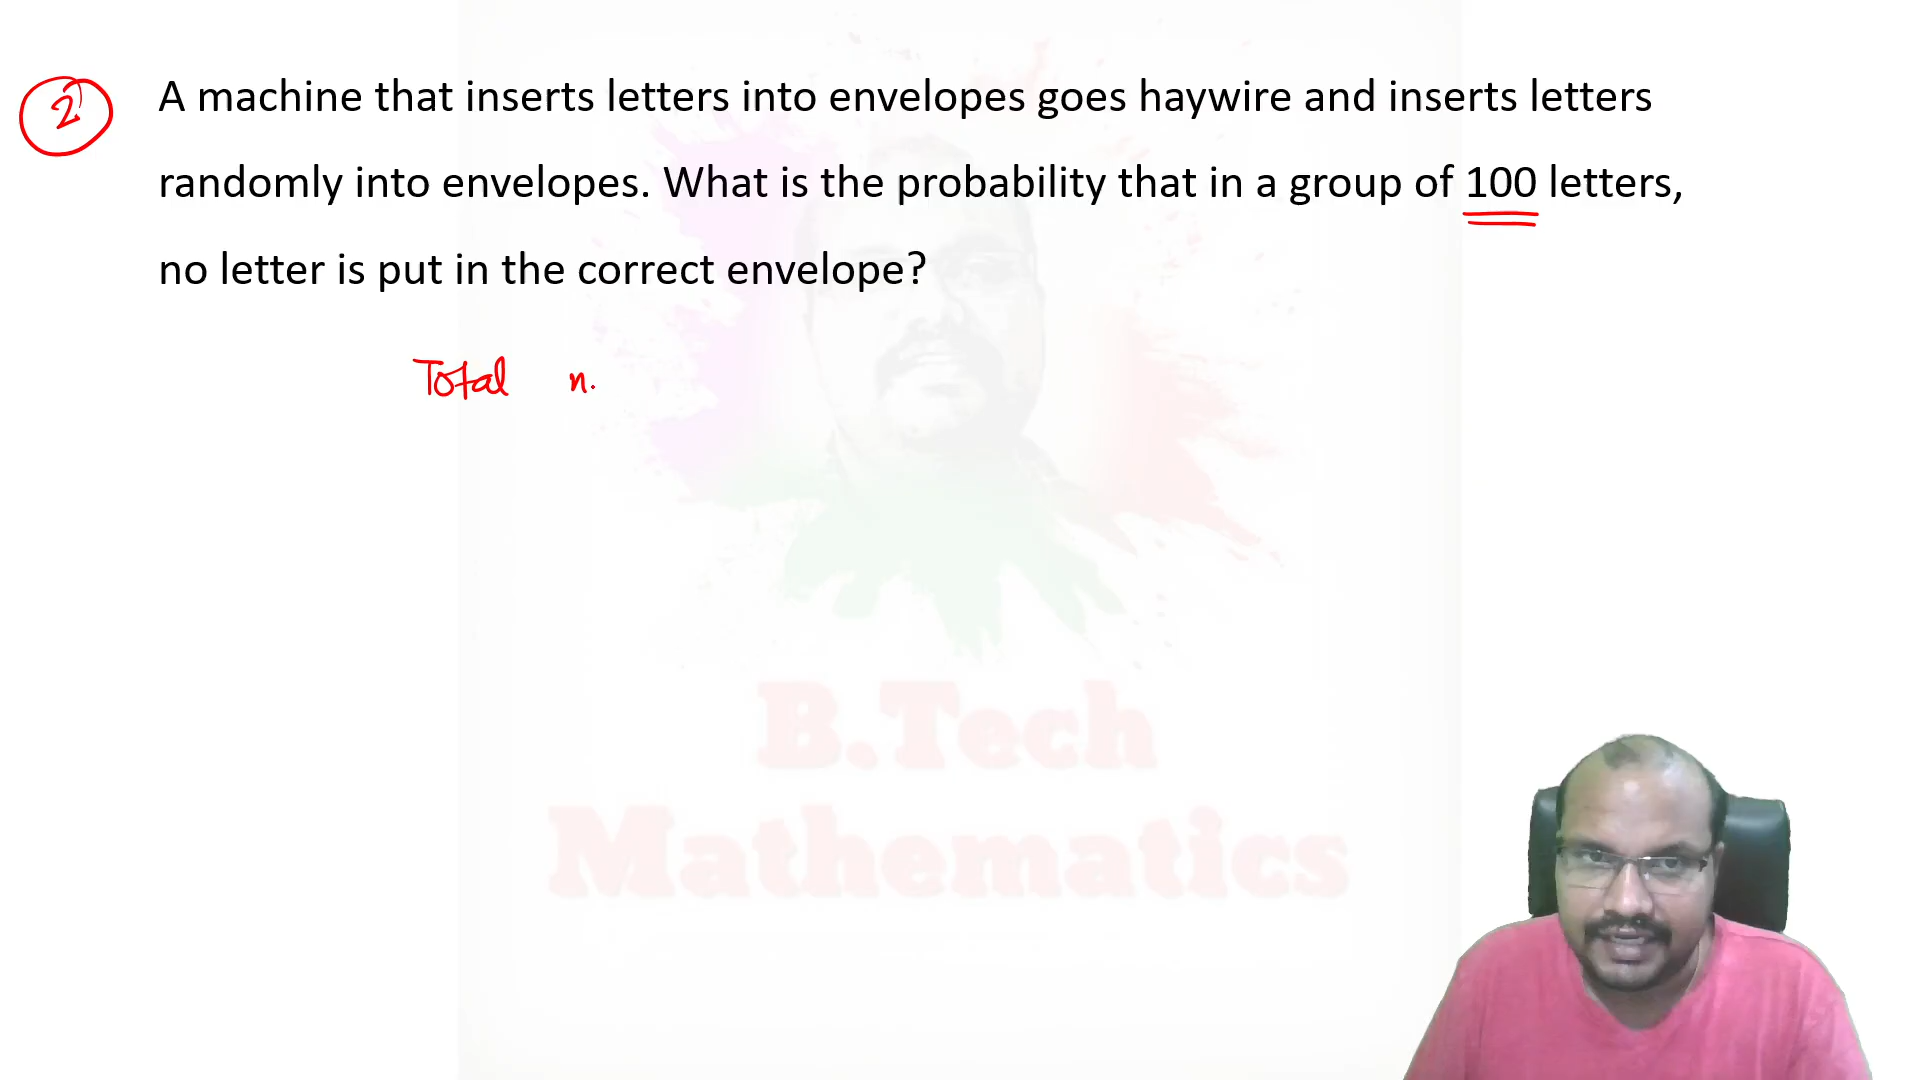 2) A machine that inserts letters into envelopes goes haywire and inserts letters
randomly into envelopes. What is the probability that in a group of 100 letters,
no letter is put in the correct envelope?
Total n.
B.Tech
Mathematics